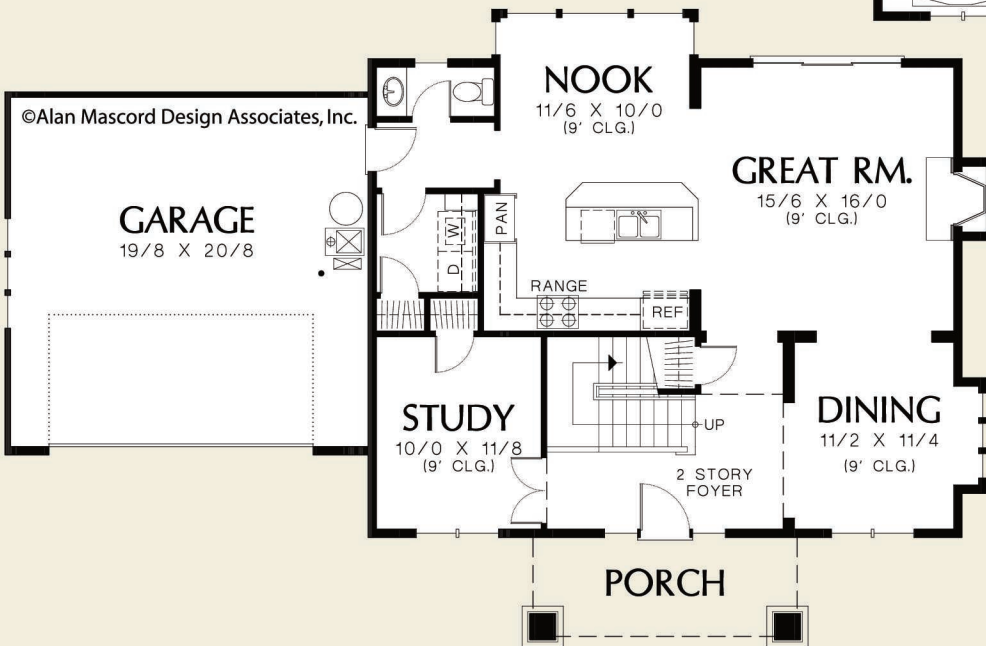 NOOK
11/6 X 10/0
(9' CLG.)
©Alan Mascord Design Associates, Inc.
GREAT RM.
15/6 X 16/0
(9' CLG.)
GARAGE
19/8 X 20/8
PAN
W
D
RANGE
REF
STUDY
10/0 X 11/8
(9' CLG.)
UP
2 STORY
FOYER
DINING
11/2 X 11/4
(9' CLG.)
PORCH